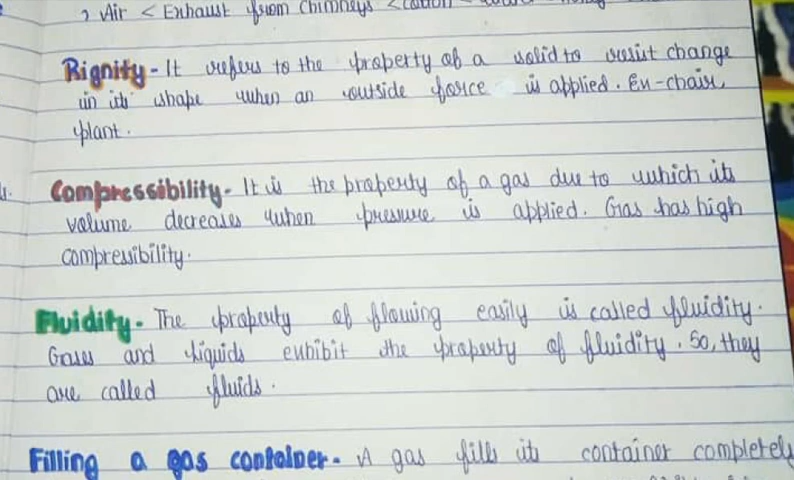 Air < Exhaust from Chimneys <
Rignity - It refers to the property of a solid to resist change
in its shape when an outside force is applied. Ex-chair,
plant.
Compressibility - It is the property of a gas due to which its
volume decreases when pressure is applied. Gas has high
compressibility.
Fluidity - The property of flowing easily is called fluidity.
Gases and liquids exhibit the property of fluidity. So, they
are called fluids.
Filling a gas container - A gas fills its container completely